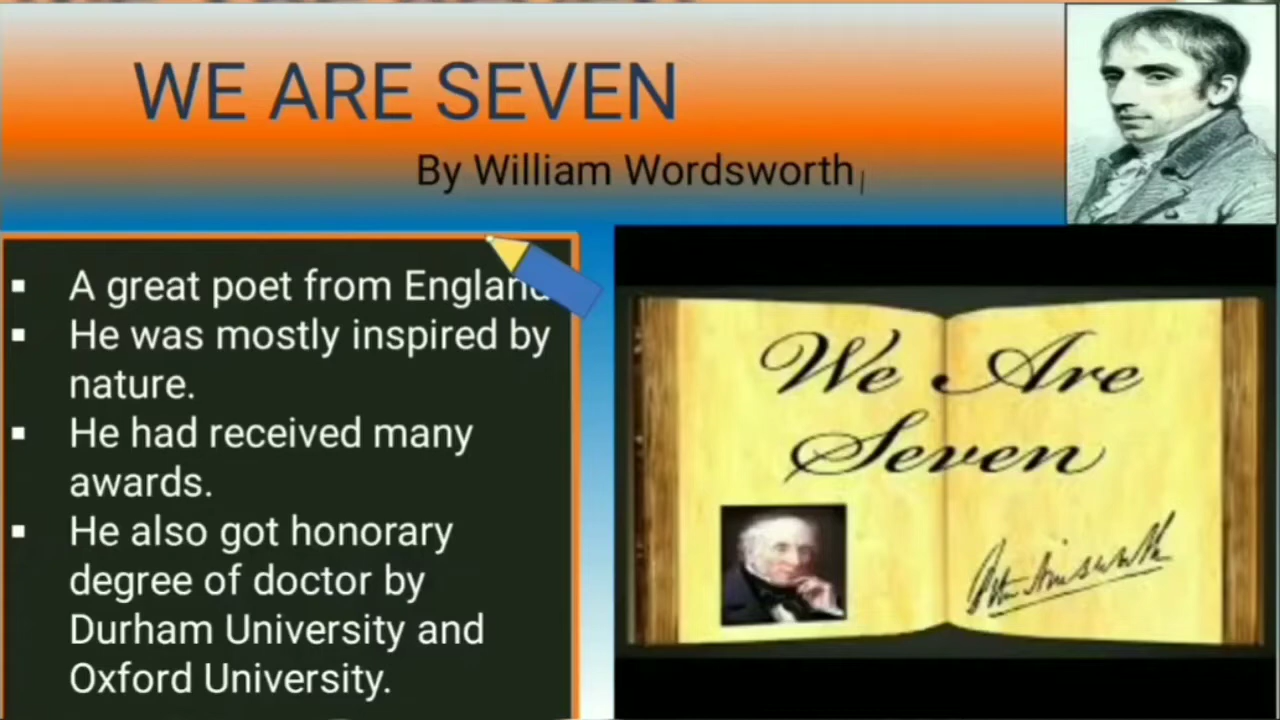 WE ARE SEVEN
By William Wordsworth
▪ A great poet from England
▪ He was mostly inspired by
nature.
▪ He had received many
awards.
▪ He also got honorary
degree of doctor by
Durham University and
Oxford University.
We Are
Seven